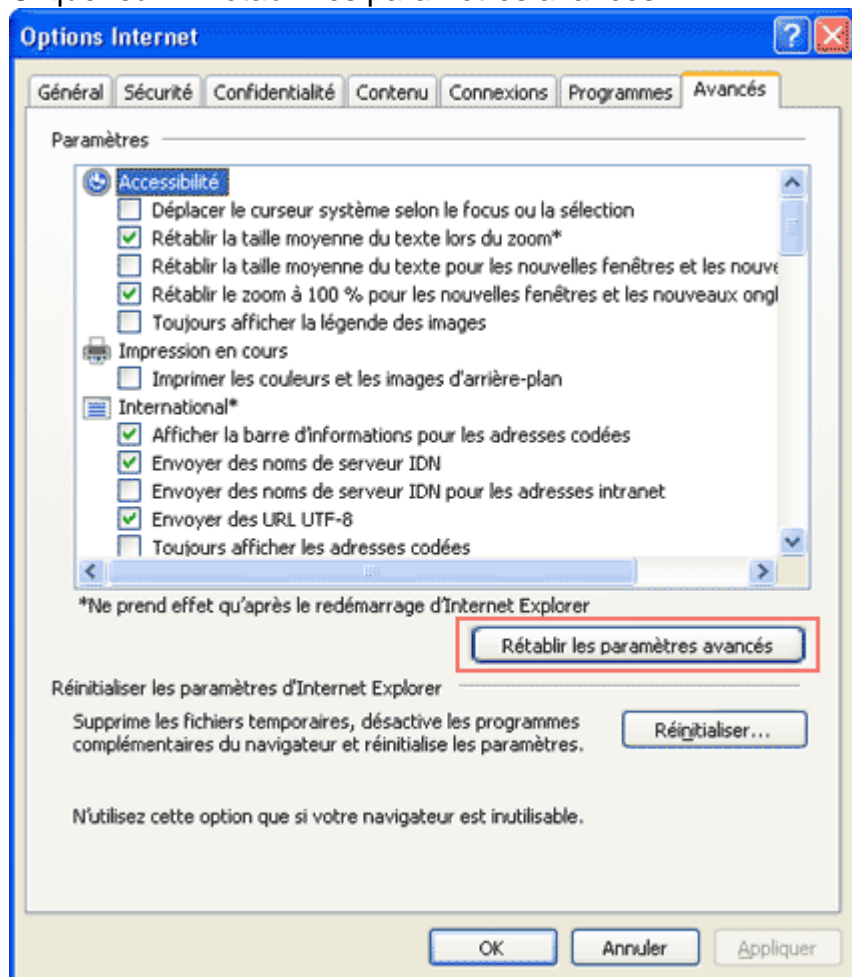 Options Internet
Général Sécurité Confidentialité Contenu Connexions Programmes Avancés
Paramètres
Accessibilité
Déplacer le curseur système selon le focus ou la sélection
Rétablir la taille moyenne du texte lors du zoom*
Rétablir la taille moyenne du texte pour les nouvelles fenêtres et les nouve
Rétablir le zoom à 100 % pour les nouvelles fenêtres et les nouveaux ongl
Toujours afficher la légende des images
Impression en cours
Imprimer les couleurs et les images d'arrière-plan
International*
Afficher la barre d'informations pour les adresses codées
Envoyer des noms de serveur IDN
Envoyer des noms de serveur IDN pour les adresses intranet
Envoyer des URL UTF-8
Toujours afficher les adresses codées
*Ne prend effet qu'après le redémarrage d'Internet Explorer
Rétablir les paramètres avancés
Réinitialiser les paramètres d'Internet Explorer
Supprime les fichiers temporaires, désactive les programmes
complémentaires du navigateur et réinitialise les paramètres.
Réinitialiser...
N'utilisez cette option que si votre navigateur est inutilisable.
OK Annuler Appliquer